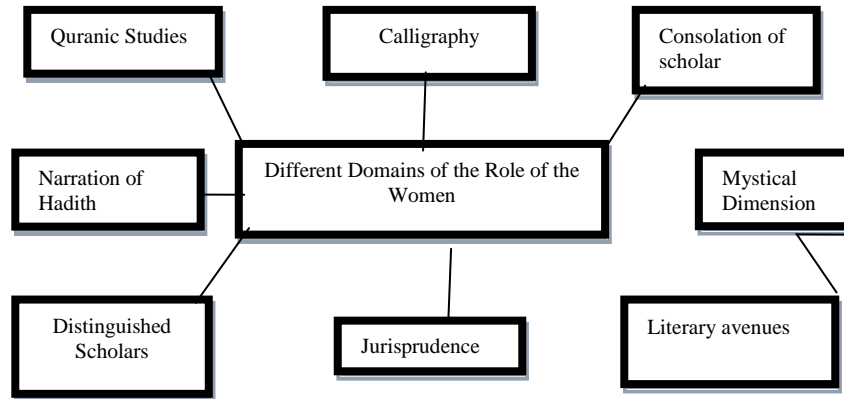 Quranic Studies
Calligraphy
Consolation of
scholar
Narration of
Hadith
Different Domains of the Role of the
Women
Mystical
Dimension
Distinguished
Scholars
Jurisprudence
Literary avenues